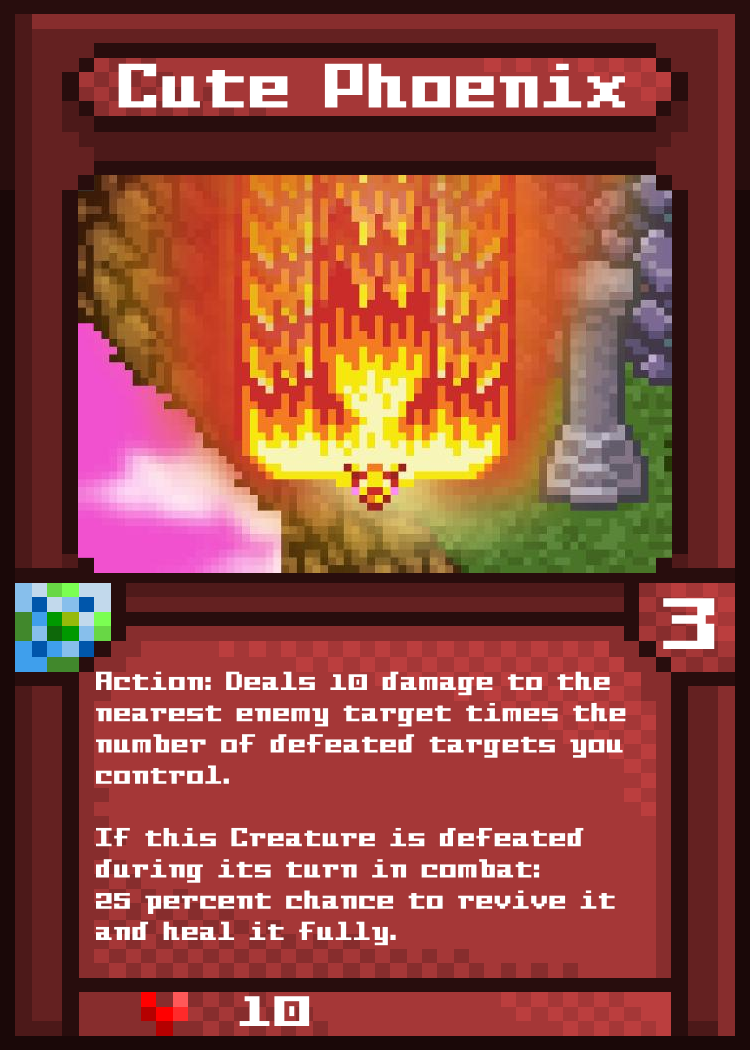 Cute Phoenix
3
Action: Deals 10 damage to the
nearest enemy target times the
number of defeated targets you
control.
If this Creature is defeated
during its turn in combat:
25 percent chance to revive it
and heal it fully.
10